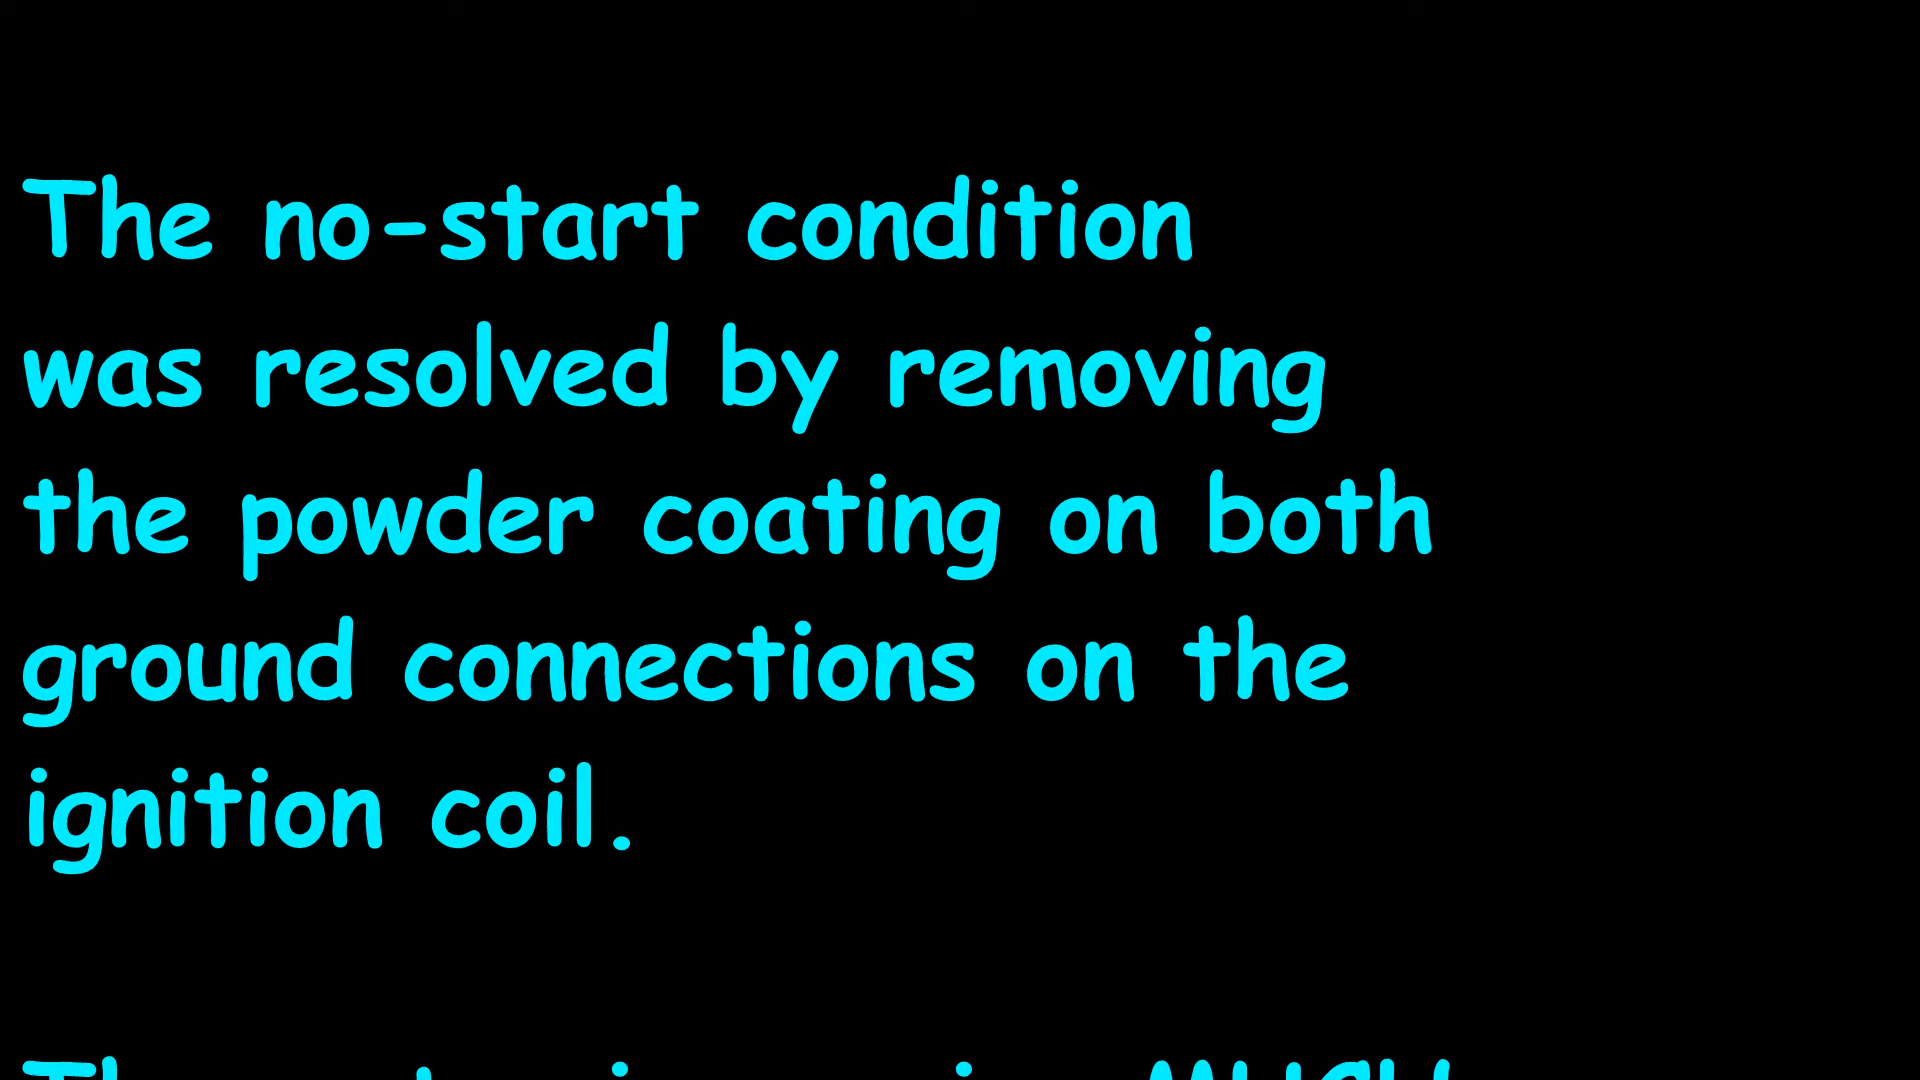 The no-start condition
was resolved by removing
the powder coating on both
ground connections on the
ignition coil.
MUCH